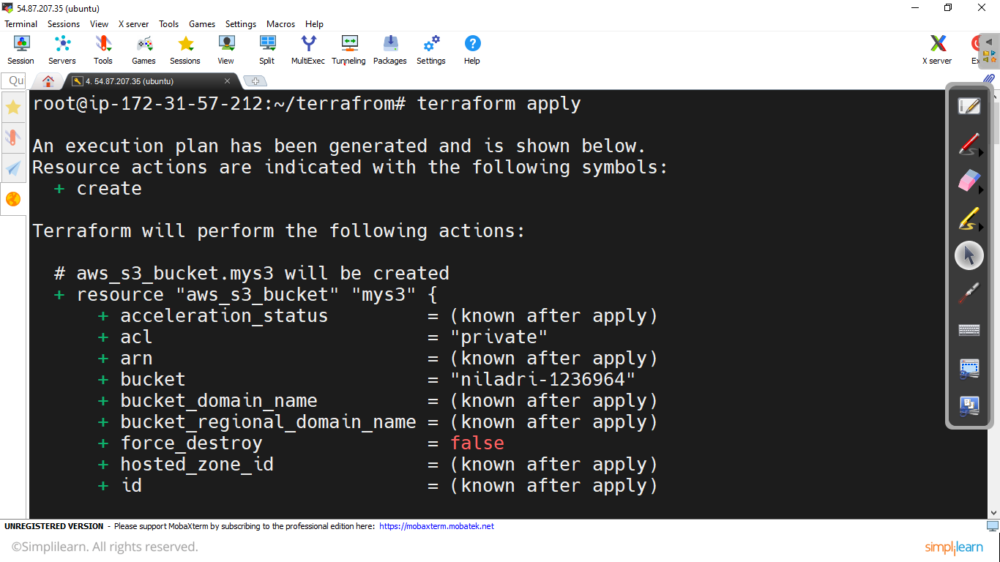 54.87.207.35 (ubuntu)
Terminal Sessions View X server Tools Games Settings Macros Help
Session Servers Tools Games Sessions View Split MultiExec Tunneling Packages Settings Help X server
Qu 4. 54.87.207.35 (ubuntu)
root@ip-172-31-57-212:~/terrafrom# terraform apply
An execution plan has been generated and is shown below.
Resource actions are indicated with the following symbols:
+ create
Terraform will perform the following actions:
# aws_s3_bucket.mys3 will be created
+ resource "aws_s3_bucket" "mys3" {
+ acceleration_status = (known after apply)
+ acl = "private"
+ arn = (known after apply)
+ bucket = "niladri-1236964"
+ bucket_domain_name = (known after apply)
+ bucket_regional_domain_name = (known after apply)
+ force_destroy = false
+ hosted_zone_id = (known after apply)
+ id = (known after apply)
UNREGISTERED VERSION - Please support MobaXterm by subscribing to the professional edition here: https://mobaxterm.mobatek.net
©Simplilearn. All rights reserved.
simplilearn